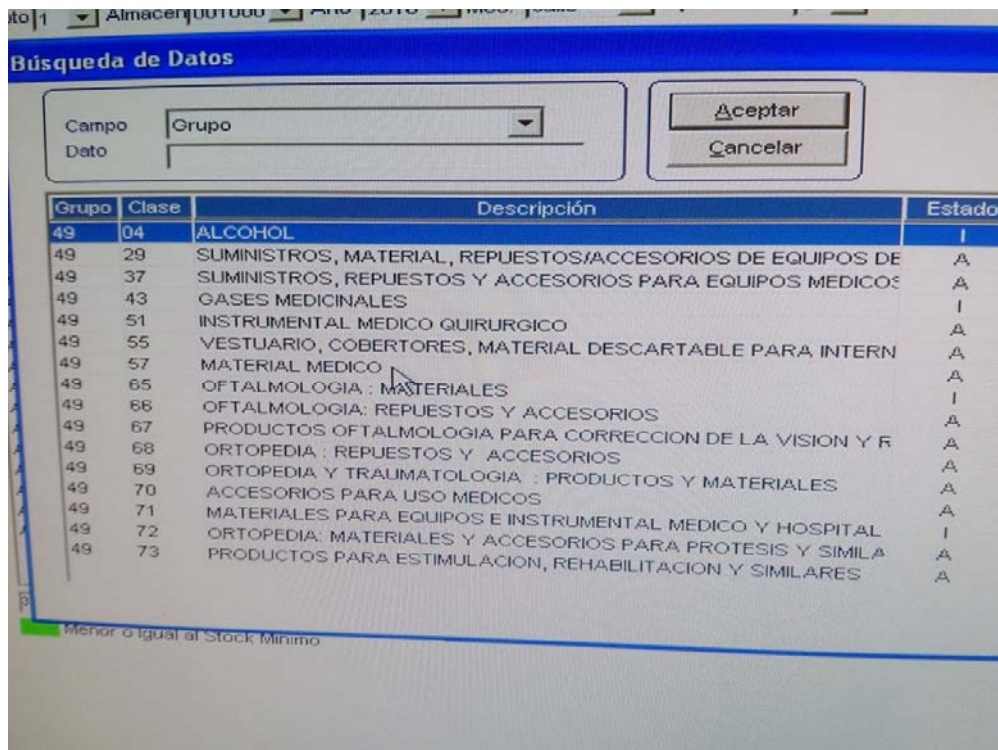 1 Almacen 001000 Año
Búsqueda de Datos
Campo Grupo
Aceptar
Dato
Cancelar
Grupo Clase Descripción Estado
49 04 ALCOHOL I
49 29 SUMINISTROS, MATERIAL, REPUESTOS/ACCESORIOS DE EQUIPOS DE A
49 37 SUMINISTROS, REPUESTOS Y ACCESORIOS PARA EQUIPOS MEDICOS A
49 43 GASES MEDICINALES I
49 51 INSTRUMENTAL MEDICO QUIRURGICO A
49 55 VESTUARIO, COBERTORES, MATERIAL DESCARTABLE PARA INTERN A
49 57 MATERIAL MEDICO A
49 65 OFTALMOLOGIA : MATERIALES I
49 66 OFTALMOLOGIA: REPUESTOS Y ACCESORIOS A
49 67 PRODUCTOS OFTALMOLOGIA PARA CORRECCION DE LA VISION Y R A
49 68 ORTOPEDIA : REPUESTOS Y ACCESORIOS A
49 69 ORTOPEDIA Y TRAUMATOLOGIA : PRODUCTOS Y MATERIALES A
49 70 ACCESORIOS PARA USO MEDICOS A
49 71 MATERIALES PARA EQUIPOS E INSTRUMENTAL MEDICO Y HOSPITAL I
49 72 ORTOPEDIA: MATERIALES Y ACCESORIOS PARA PROTESIS Y SIMILA A
49 73 PRODUCTOS PARA ESTIMULACION, REHABILITACION Y SIMILARES A
Menor o Igual al Stock Minimo